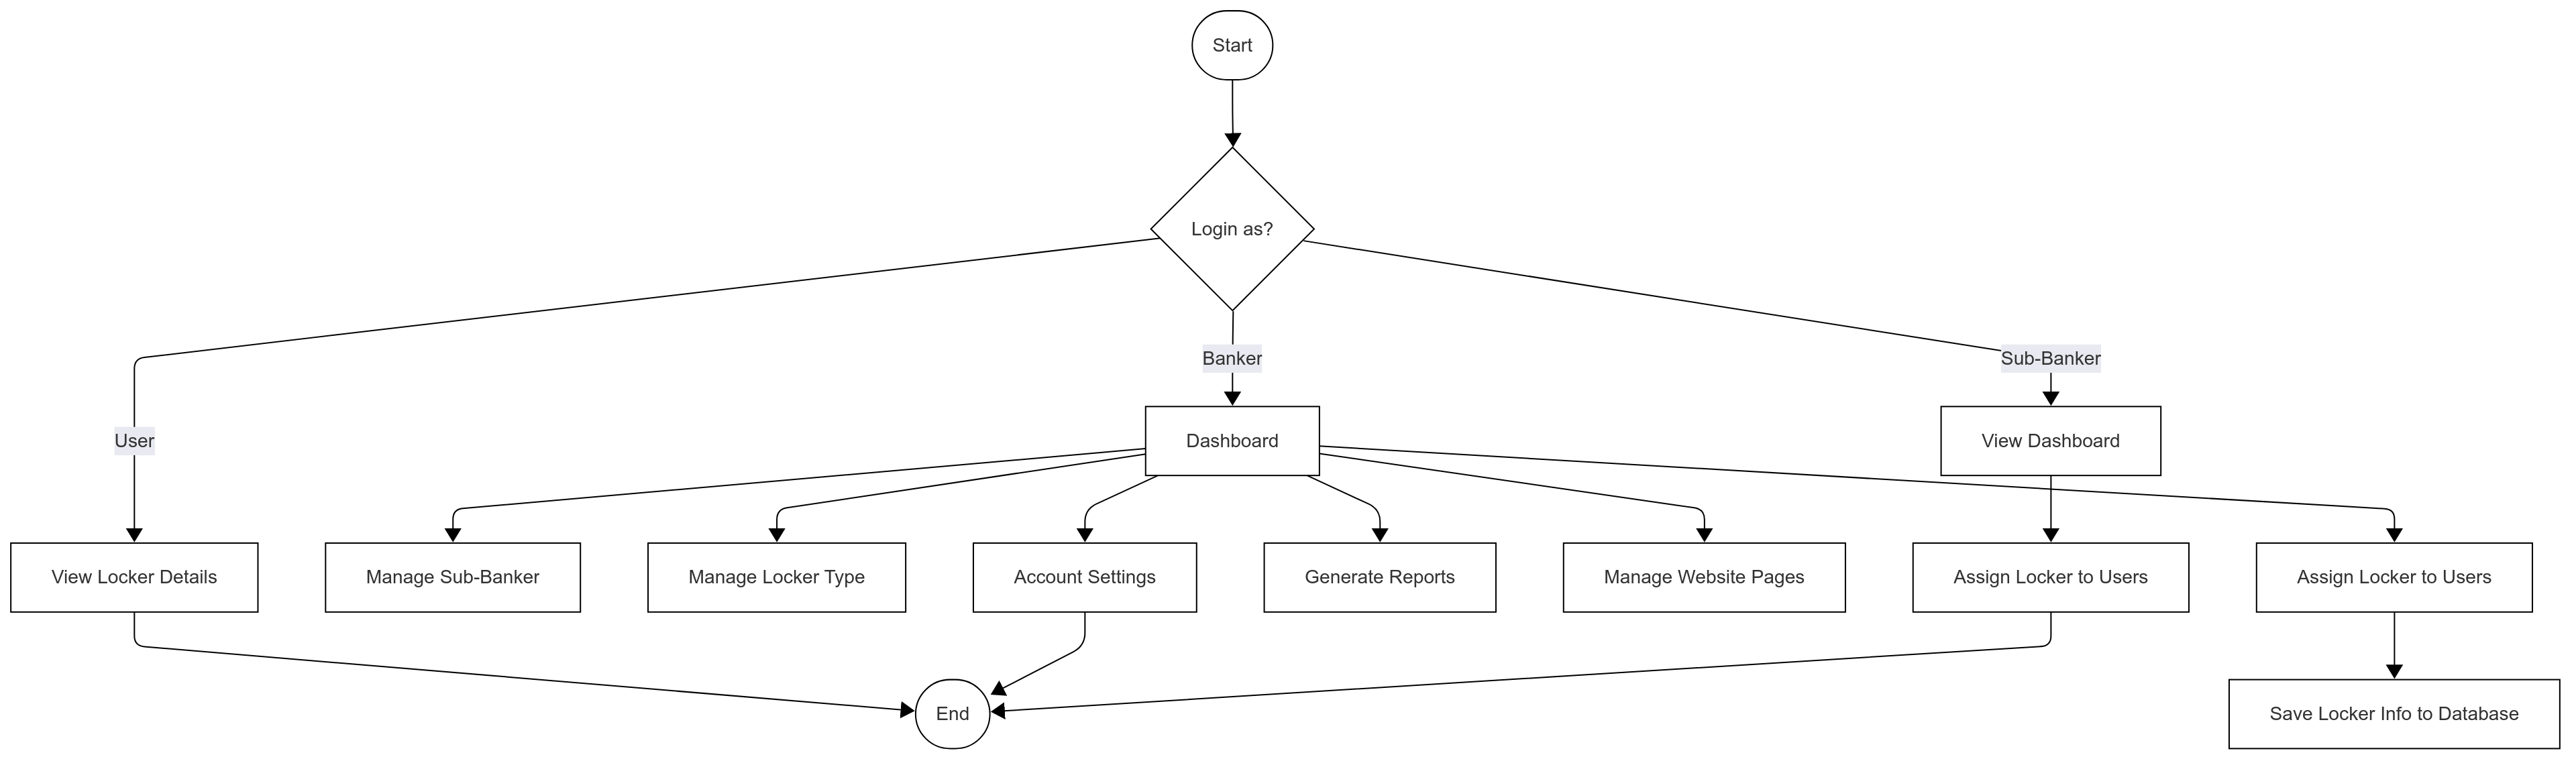 Start
Login as?
Banker
Sub-Banker
User
Dashboard
View Dashboard
View Locker Details
Manage Sub-Banker
Manage Locker Type
Account Settings
Generate Reports
Manage Website Pages
Assign Locker to Users
Assign Locker to Users
End
Save Locker Info to Database